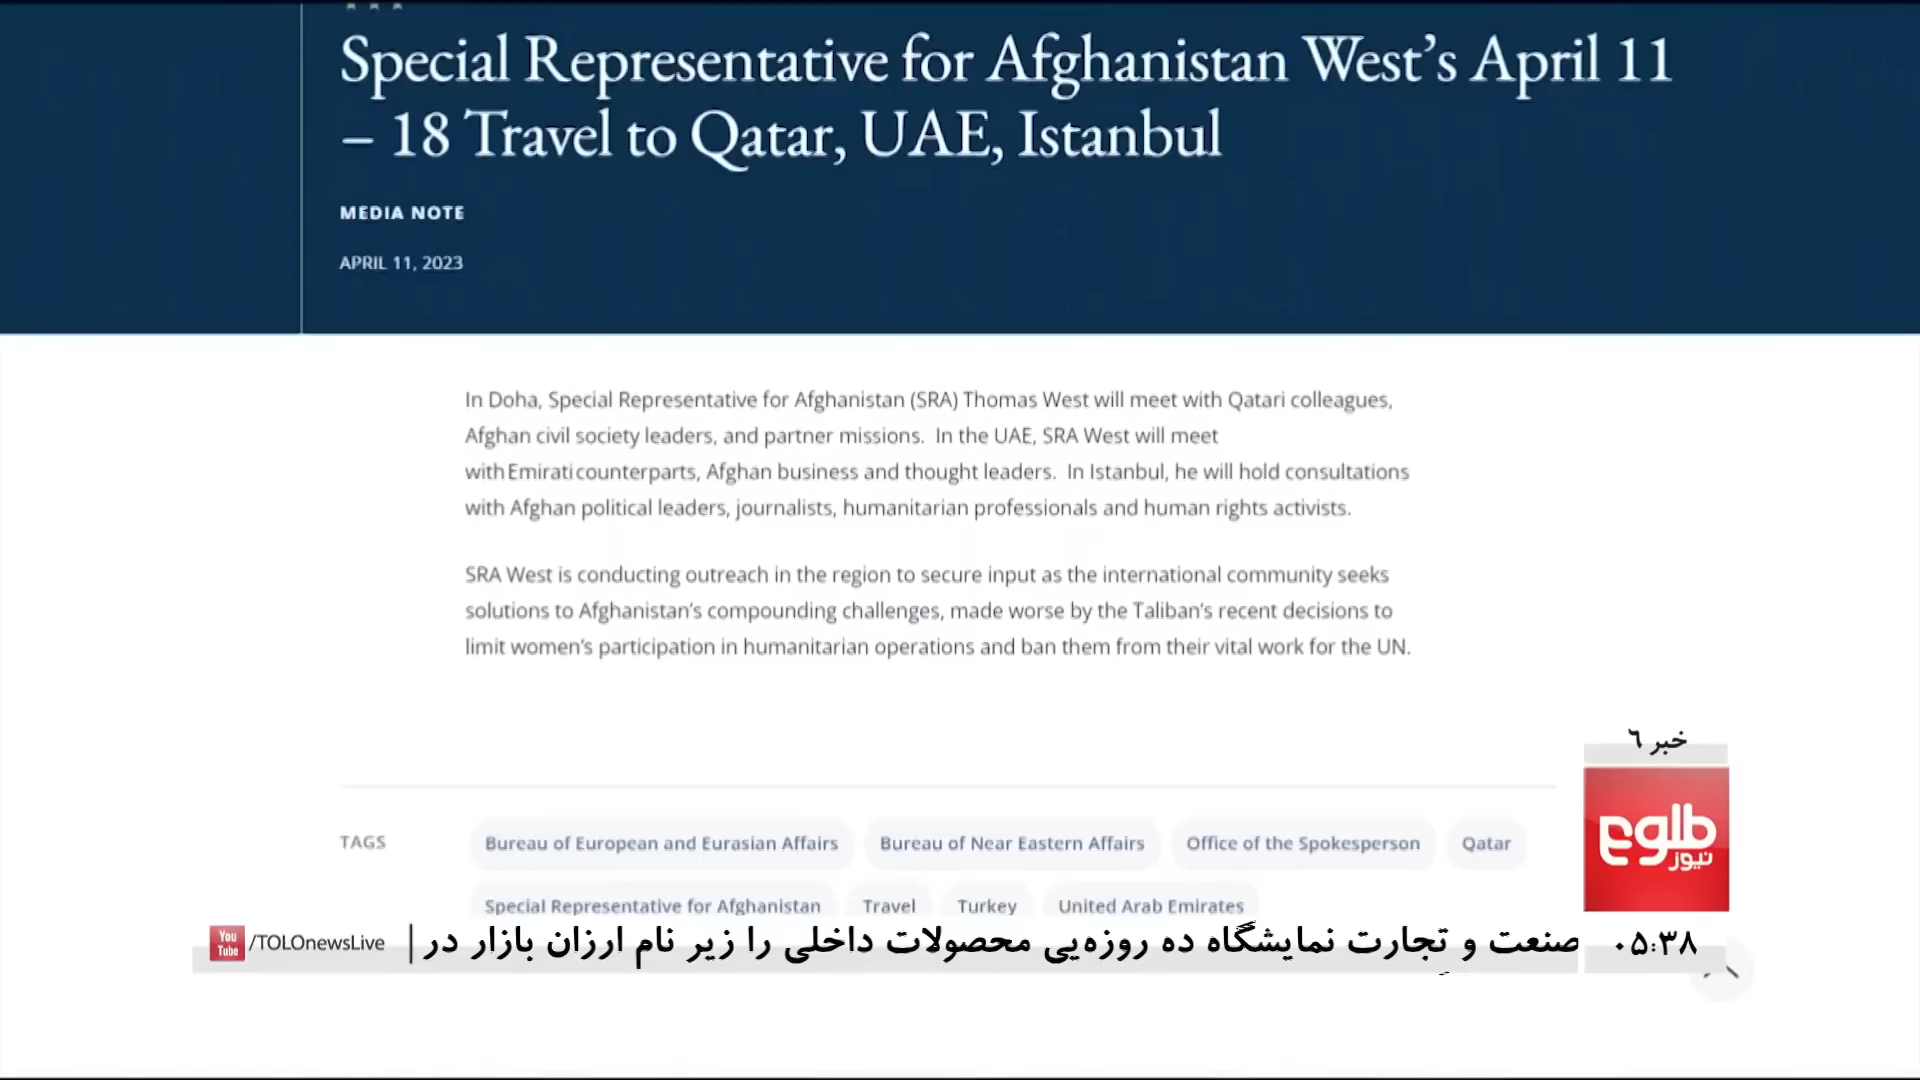 Special Representative for Afghanistan West’s April 11
– 18 Travel to Qatar, UAE, Istanbul
MEDIA NOTE
APRIL 11, 2023
In Doha, Special Representative for Afghanistan (SRA) Thomas West will meet with Qatari colleagues,
Afghan civil society leaders, and partner missions. In the UAE, SRA West will meet
with Emirati counterparts, Afghan business and thought leaders. In Istanbul, he will hold consultations
with Afghan political leaders, journalists, humanitarian professionals and human rights activists.
SRA West is conducting outreach in the region to secure input as the international community seeks
solutions to Afghanistan’s compounding challenges, made worse by the Taliban’s recent decisions to
limit women’s participation in humanitarian operations and ban them from their vital work for the UN.
خبر ۶
طلوع
نیوز
TAGS
Bureau of European and Eurasian Affairs
Bureau of Near Eastern Affairs
Office of the Spokesperson
Qatar
Special Representative for Afghanistan
Travel
Turkey
United Arab Emirates
You
Tube
/TOLOnewsLive
صنعت و تجارت نمایشگاه ده روزه‌یی محصولات داخلی را زیر نام ارزان بازار در
۰۵:۳۸